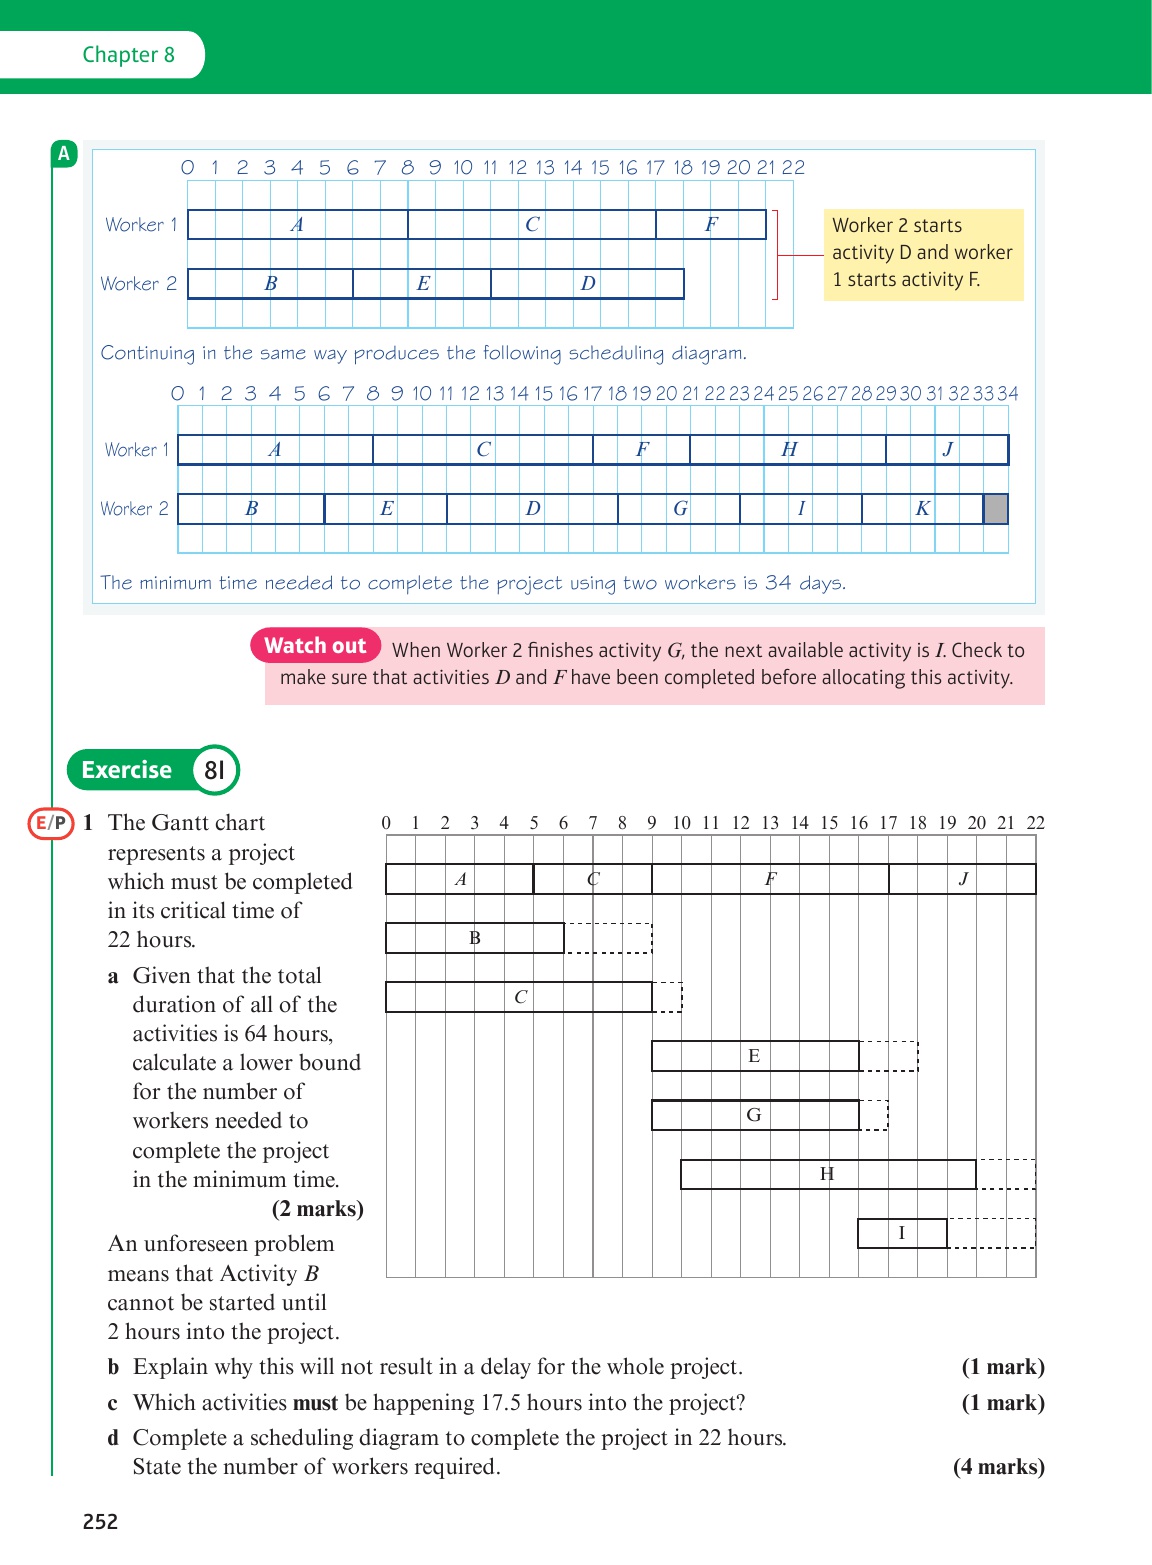 Chapter 8
A
0 1 2 3 4 5 6 7 8 9 10 11 12 13 14 15 16 17 18 19 20 21 22
Worker 1 A C F
Worker 2 B E D
Worker 2 starts
activity D and worker
1 starts activity F.
Continuing in the same way produces the following scheduling diagram.
0 1 2 3 4 5 6 7 8 9 10 11 12 13 14 15 16 17 18 19 20 21 22 23 24 25 26 27 28 29 30 31 32 33 34
Worker 1 A C F H J
Worker 2 B E D G I K
The minimum time needed to complete the project using two workers is 34 days.
Watch out When Worker 2 finishes activity G, the next available activity is I. Check to
make sure that activities D and F have been completed before allocating this activity.
Exercise 8I
E/P 1 The Gantt chart
represents a project
which must be completed
in its critical time of
22 hours.
a Given that the total
duration of all of the
activities is 64 hours,
calculate a lower bound
for the number of
workers needed to
complete the project
in the minimum time.
(2 marks)
An unforeseen problem
means that Activity B
cannot be started until
2 hours into the project.
0 1 2 3 4 5 6 7 8 9 10 11 12 13 14 15 16 17 18 19 20 21 22
A C F J
B
C
E
G
H
I
b Explain why this will not result in a delay for the whole project. (1 mark)
c Which activities must be happening 17.5 hours into the project? (1 mark)
d Complete a scheduling diagram to complete the project in 22 hours.
State the number of workers required. (4 marks)
252